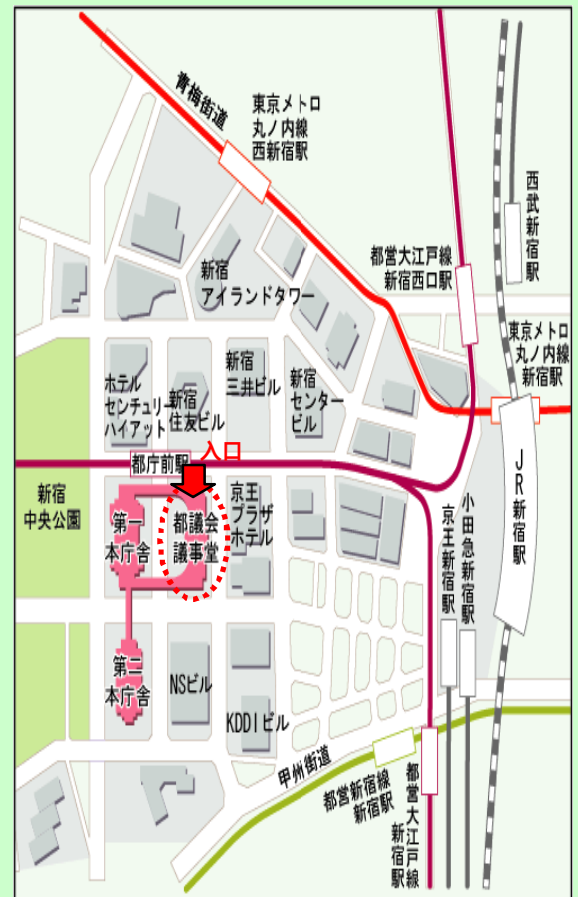 青梅街道
東京メトロ
丸ノ内線
西新宿駅
西武新宿駅
都営大江戸線
新宿西口駅
新宿
アイランドタワー
東京メトロ
丸ノ内線
新宿駅
ホテル
センチュリー
ハイアット
新宿
住友ビル
新宿
三井ビル
新宿
センター
ビル
入口
都庁前駅
JR新宿駅
新宿
中央公園
第一
本庁舎
都議会
議事堂
京王
プラザ
ホテル
小田急新宿駅
京王新宿駅
第二
本庁舎
NSビル
KDDIビル
甲州街道
都営新宿線
新宿駅
都営大江戸線
新宿駅